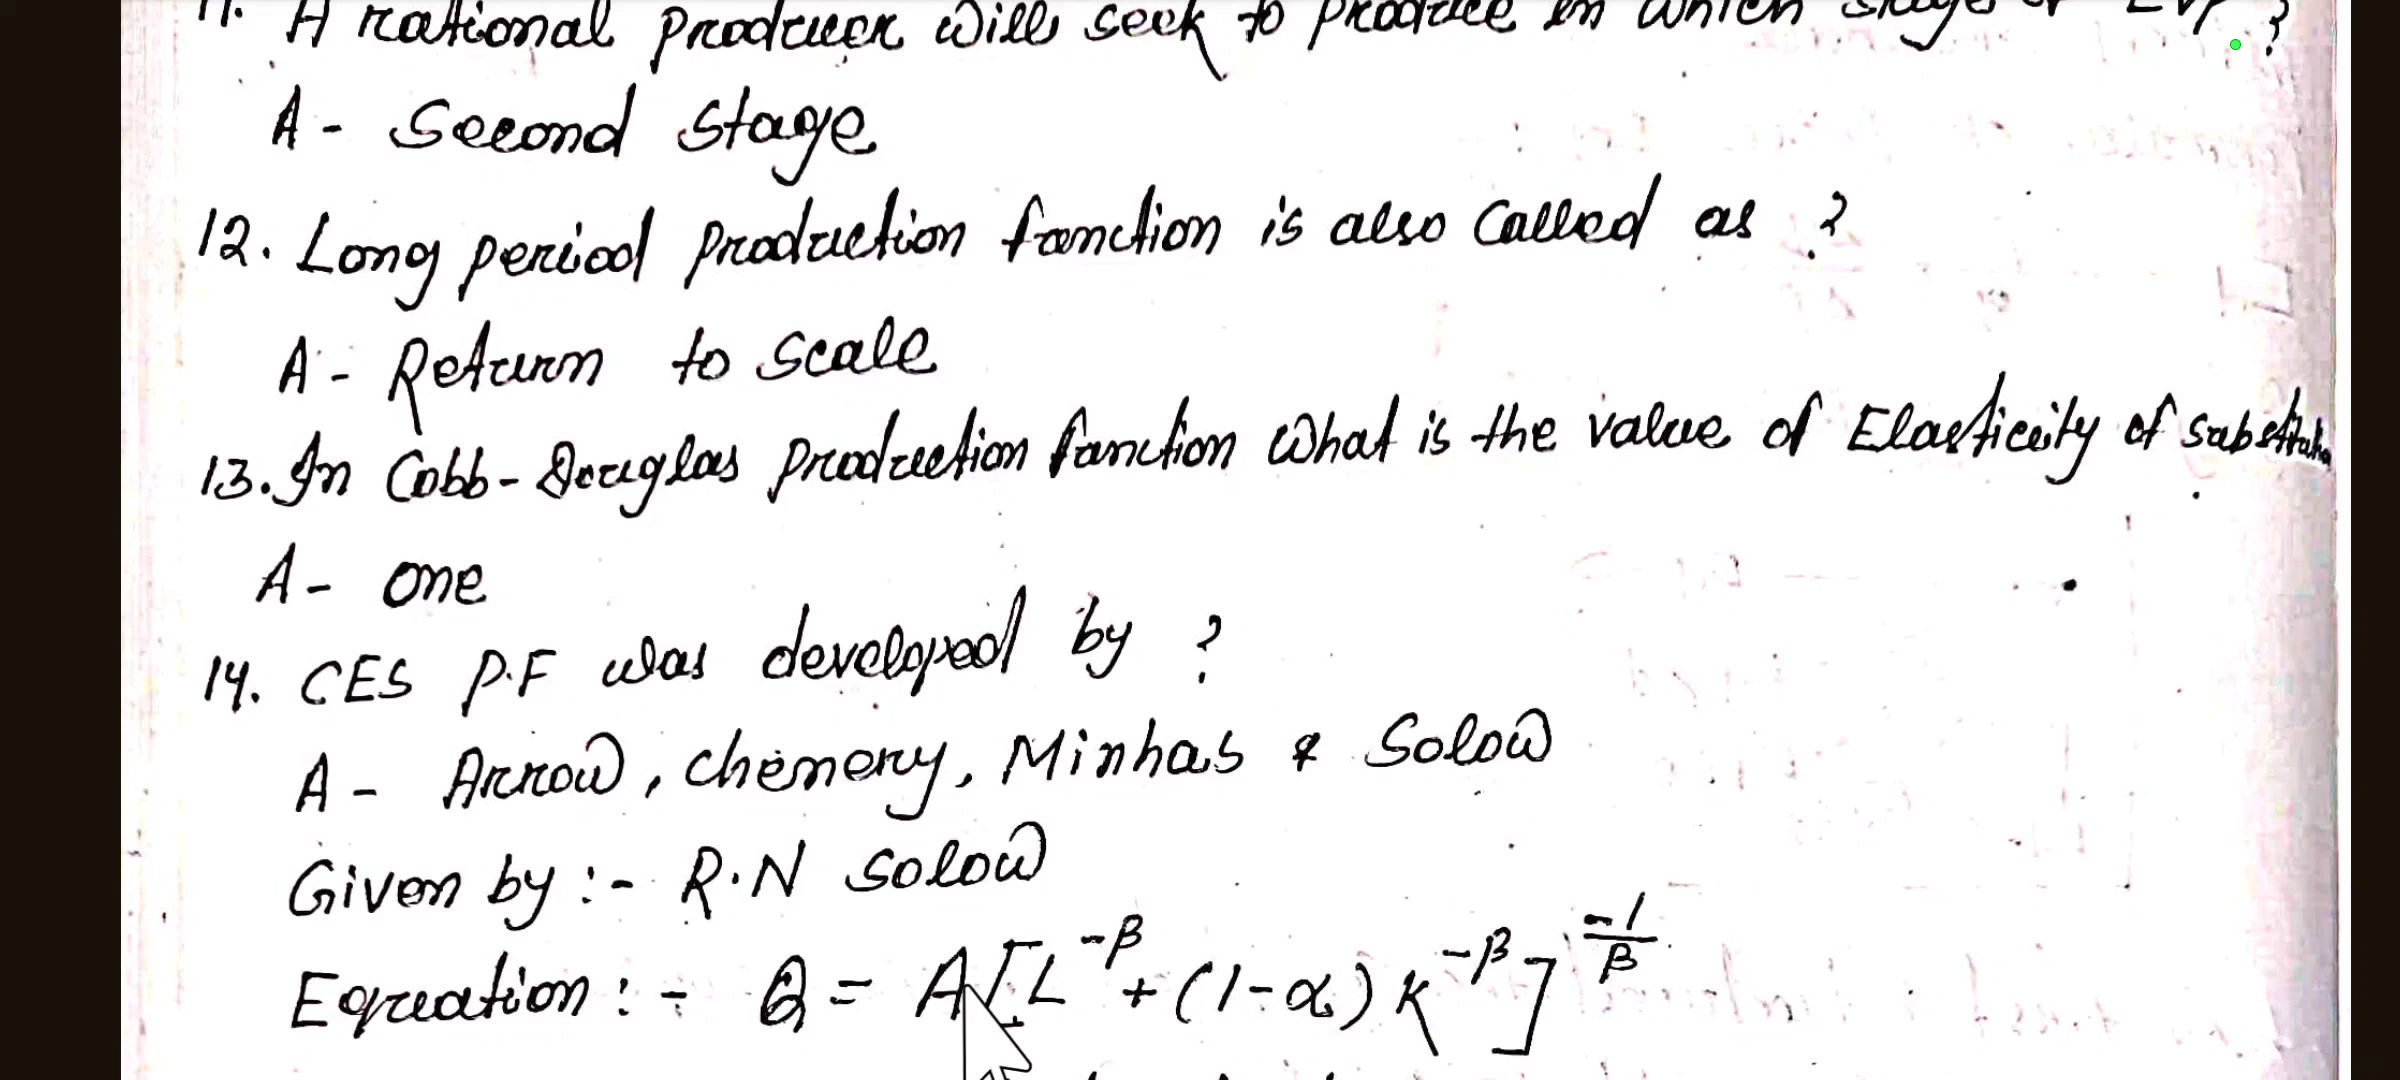 11. A rational producer will seek to produce in which stage of LVP ?
A - Second stage
12. Long period production function is also called as ?
A - Return to scale
13. In Cobb-Douglas production function what is the value of Elasticity of substitution
A - one
14. CES P.F was developed by ?
A - Arrow, Chenery, Minhas & Solow
Given by :- R.N Solow
Equation :- Q = A[L^-β + (1-α) K^-β]^-1/β